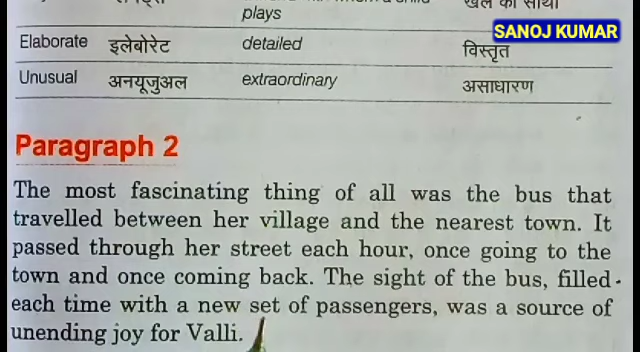 plays
SANOJ KUMAR
Elaborate इलेबोरेट detailed विस्तृत
Unusual अनयूजुअल extraordinary असाधारण
Paragraph 2
The most fascinating thing of all was the bus that
travelled between her village and the nearest town. It
passed through her street each hour, once going to the
town and once coming back. The sight of the bus, filled
each time with a new set of passengers, was a source of
unending joy for Valli.